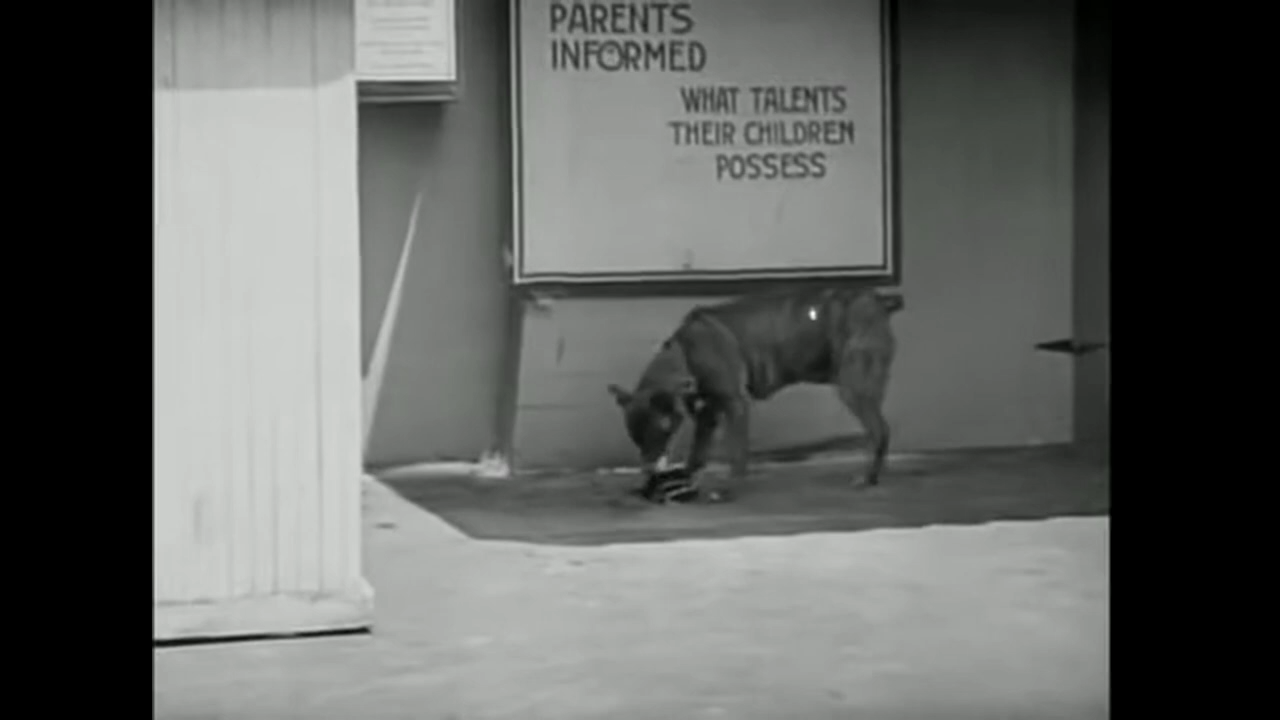 PARENTS
INFORMED
WHAT TALENTS
THEIR CHILDREN
POSSESS